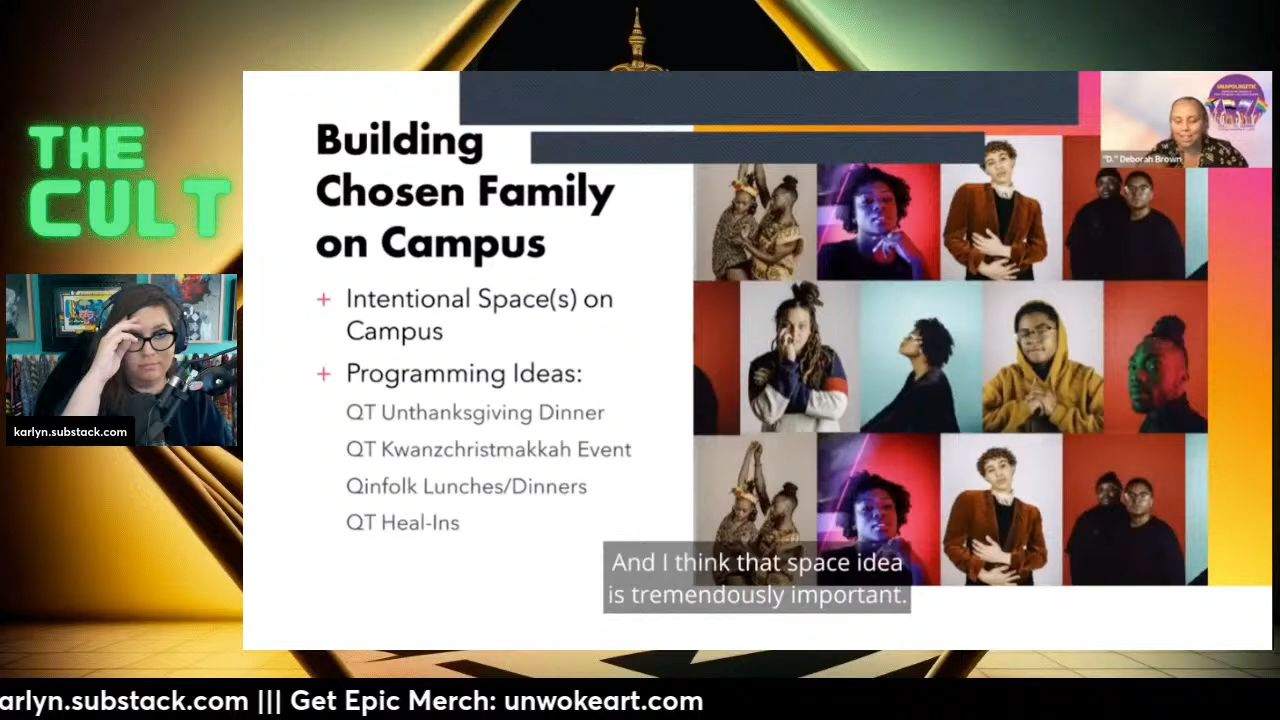 THE
CULT
karlyn.substack.com
Building
Chosen Family
on Campus
+ Intentional Space(s) on
Campus
+ Programming Ideas:
QT Unthanksgiving Dinner
QT Kwanzchristmakkah Event
Qinfolk Lunches/Dinners
QT Heal-Ins
UNAPOLOGETIC
"D." Deborah Brown
And I think that space idea
is tremendously important.
arlyn.substack.com ||| Get Epic Merch: unwokeart.com